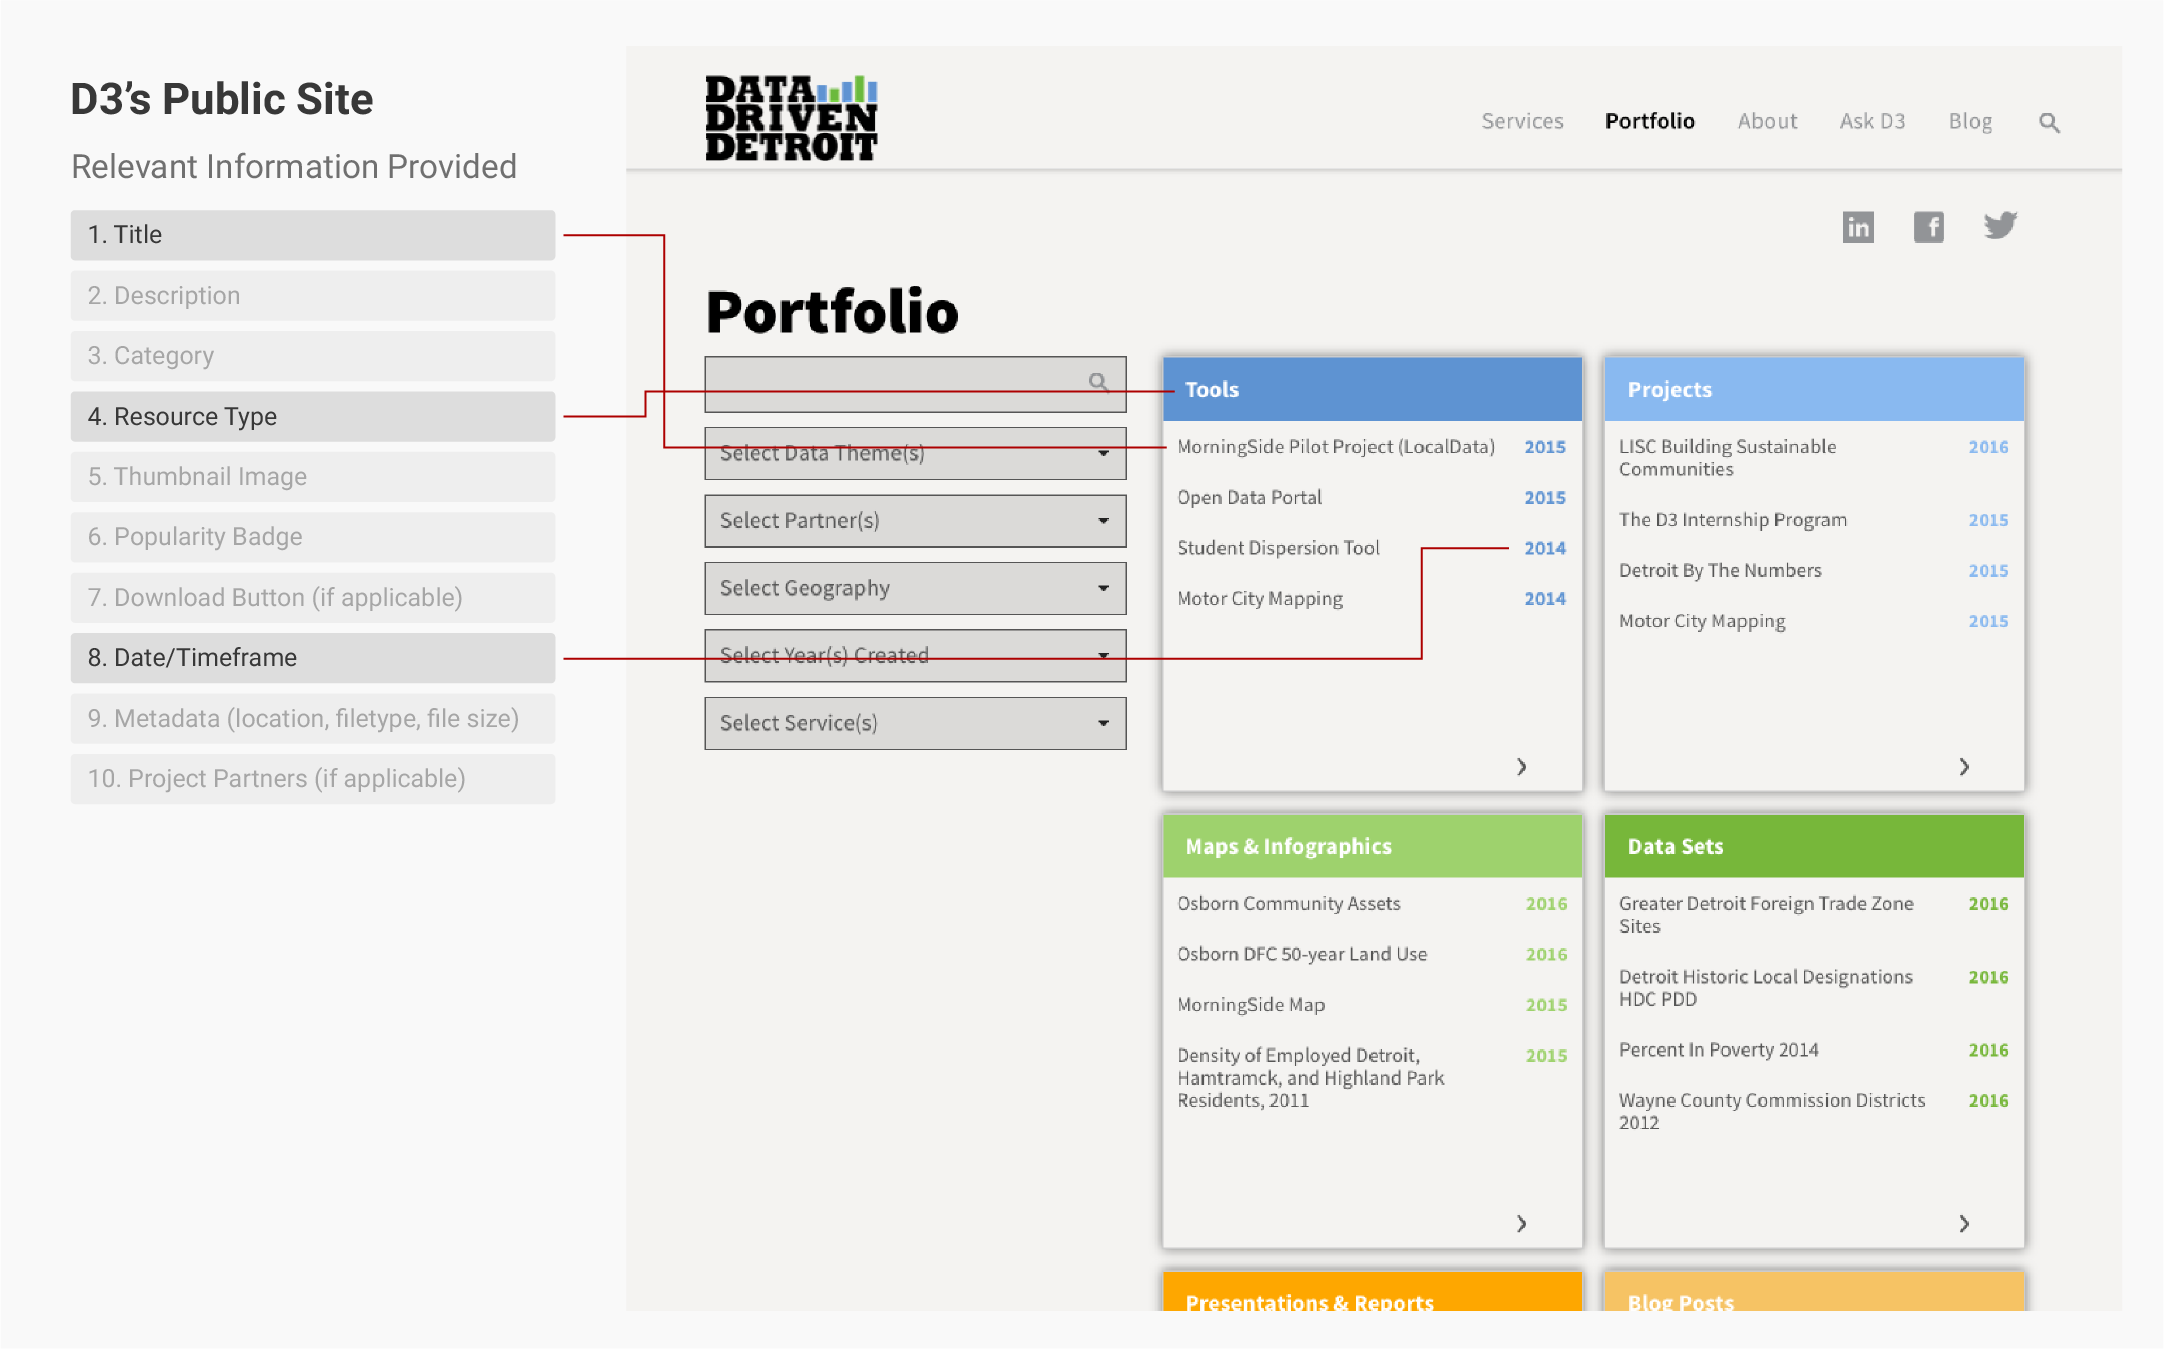 D3's Public Site
Relevant Information Provided
1. Title
2. Description
3. Category
4. Resource Type
5. Thumbnail Image
6. Popularity Badge
7. Download Button (if applicable)
8. Date/Timeframe
9. Metadata (location, filetype, file size)
10. Project Partners (if applicable)
DATA
DRIVEN
DETROIT
Services Portfolio About Ask D3 Blog
in f
Portfolio
Select Data Theme(s)
Select Partner(s)
Select Geography
Select Year(s) Created
Select Service(s)
Tools
MorningSide Pilot Project (LocalData) 2015
Open Data Portal 2015
Student Dispersion Tool 2014
Motor City Mapping 2014
Projects
LISC Building Sustainable 2016
Communities
The D3 Internship Program 2015
Detroit By The Numbers 2015
Motor City Mapping 2015
Maps & Infographics
Osborn Community Assets 2016
Osborn DFC 50-year Land Use 2016
MorningSide Map 2015
Density of Employed Detroit, 2015
Hamtramck, and Highland Park
Residents, 2011
Data Sets
Greater Detroit Foreign Trade Zone 2016
Sites
Detroit Historic Local Designations 2016
HDC PDD
Percent In Poverty 2014 2016
Wayne County Commission Districts 2016
2012
Presentations & Reports
Blog Posts